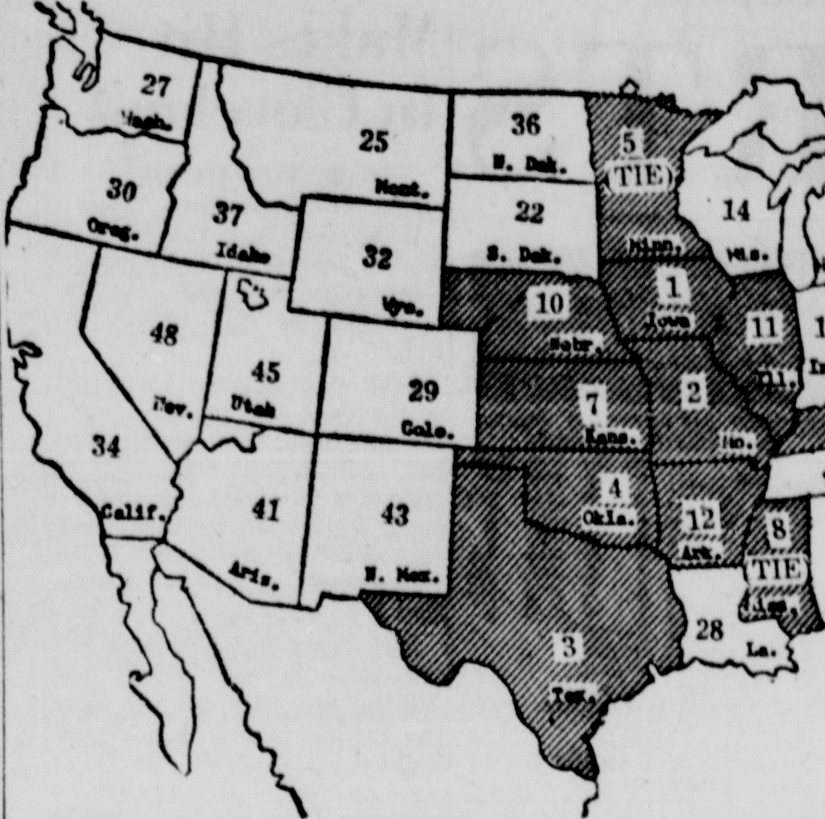 27
Wash.
25
Mont.
36
N. Dak.
5
(TIE)
Minn.
30
Oreg.
37
Idaho
32
Wyo.
22
S. Dak.
14
Wis.
10
Nebr.
1
Iowa
11
Ill.
1
In
48
Nev.
45
Utah
29
Colo.
7
Kans.
2
Mo.
34
Calif.
41
Ariz.
43
N. Mex.
4
Okla.
12
Ark.
8
(TIE
3
Tex.
28
La.